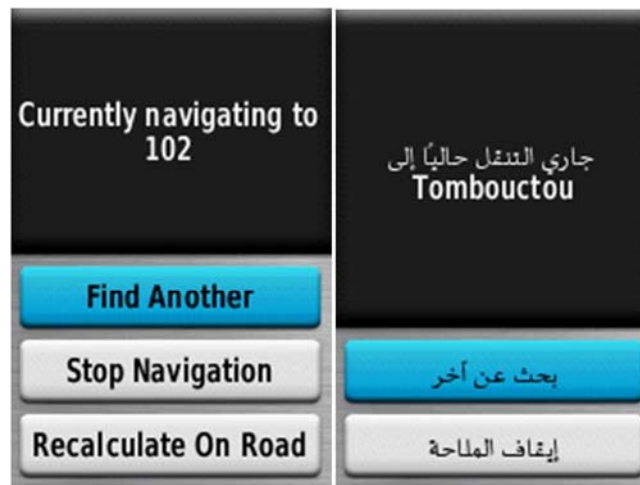 Currently navigating to
102
Find Another
Stop Navigation
Recalculate On Road
جاري التنقل حاليًا إلى
Tombouctou
بحث عن آخر
إيقاف الملاحة